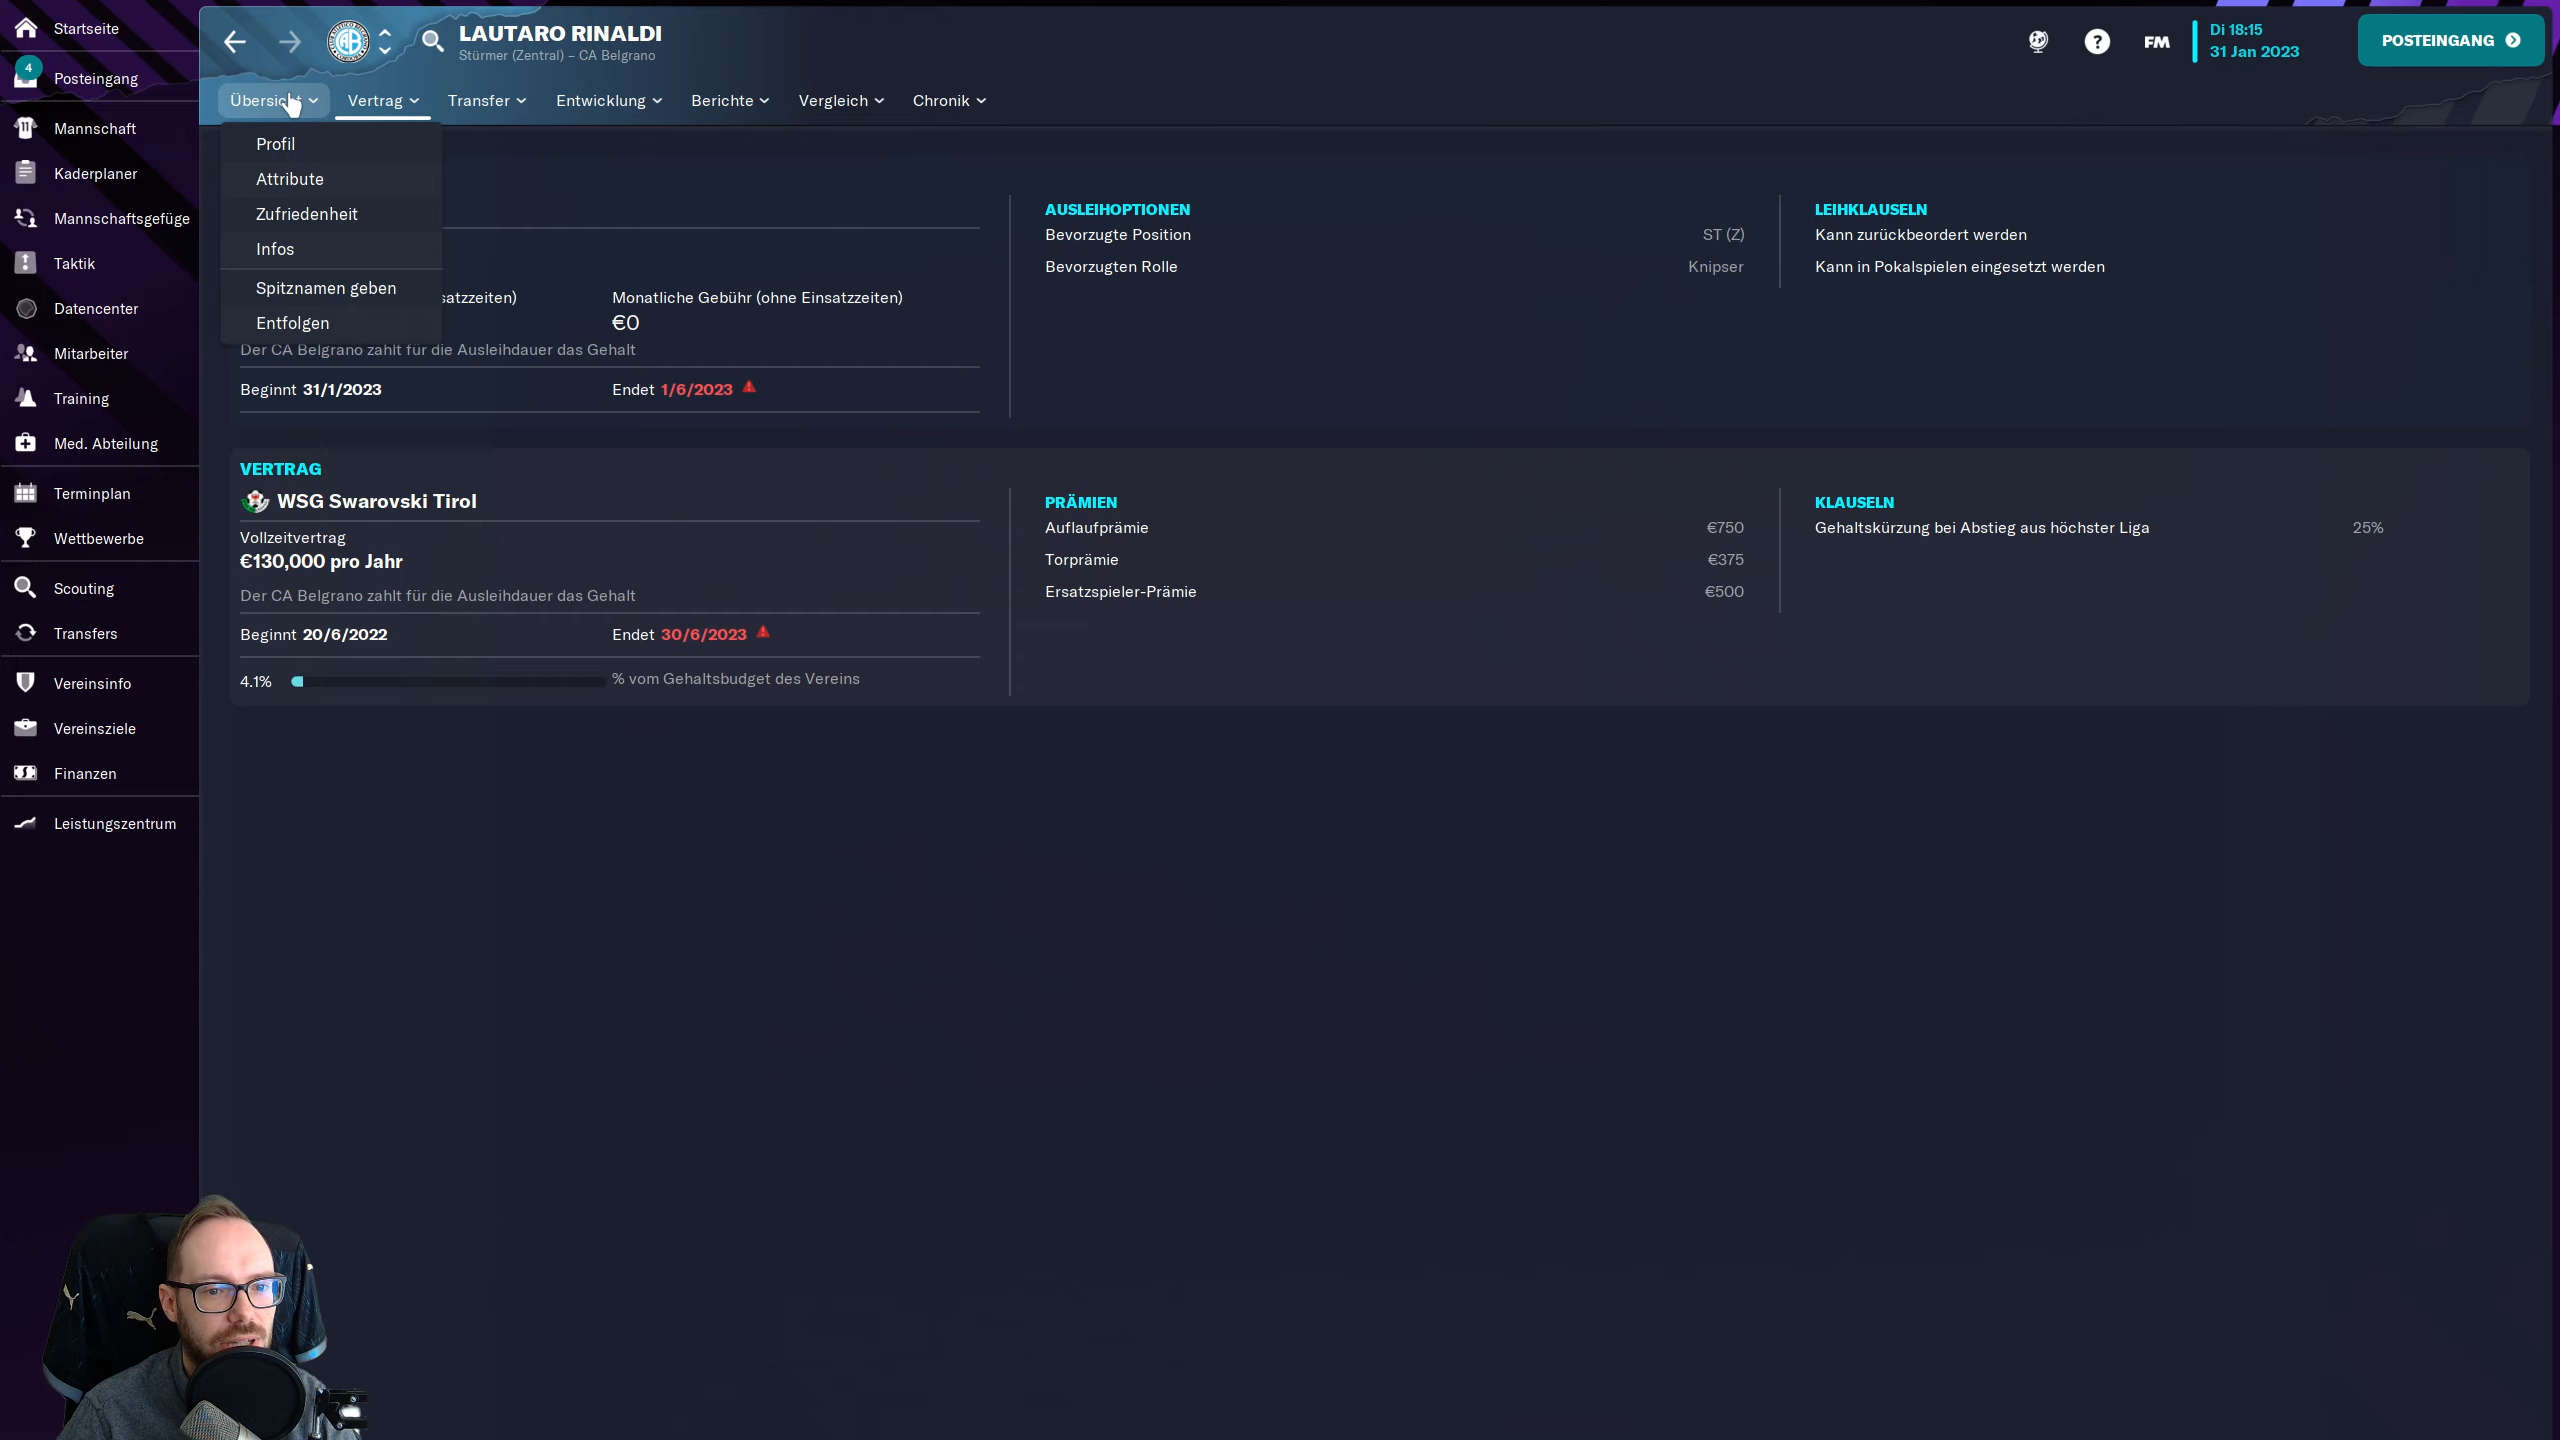 Startseite
4
Posteingang
Mannschaft
Kaderplaner
Mannschaftsgefüge
Taktik
Datencenter
Mitarbeiter
Training
Med. Abteilung
Terminplan
Wettbewerbe
Scouting
Transfers
Vereinsinfo
Vereinsziele
Finanzen
Leistungszentrum
LAUTARO RINALDI
Stürmer (Zentral) – CA Belgrano
FM
Di 18:15
31 Jan 2023
POSTEINGANG
Vertrag
Transfer
Entwicklung
Berichte
Vergleich
Chronik
Profil
Attribute
Zufriedenheit
Infos
Spitznamen geben
Entfolgen
Monatliche Gebühr (ohne Einsatzzeiten)
€0
Der CA Belgrano zahlt für die Ausleihdauer das Gehalt
Beginnt 31/1/2023
Endet 1/6/2023
AUSLEIHOPTIONEN
Bevorzugte Position ST (Z)
Bevorzugten Rolle Knipser
LEIHKLAUSELN
Kann zurückbeordert werden
Kann in Pokalspielen eingesetzt werden
VERTRAG
WSG Swarovski Tirol
Vollzeitvertrag
€130,000 pro Jahr
Der CA Belgrano zahlt für die Ausleihdauer das Gehalt
Beginnt 20/6/2022
Endet 30/6/2023
4.1% % vom Gehaltsbudget des Vereins
PRÄMIEN
Auflaufprämie €750
Torprämie €375
Ersatzspieler-Prämie €500
KLAUSELN
Gehaltskürzung bei Abstieg aus höchster Liga 25%